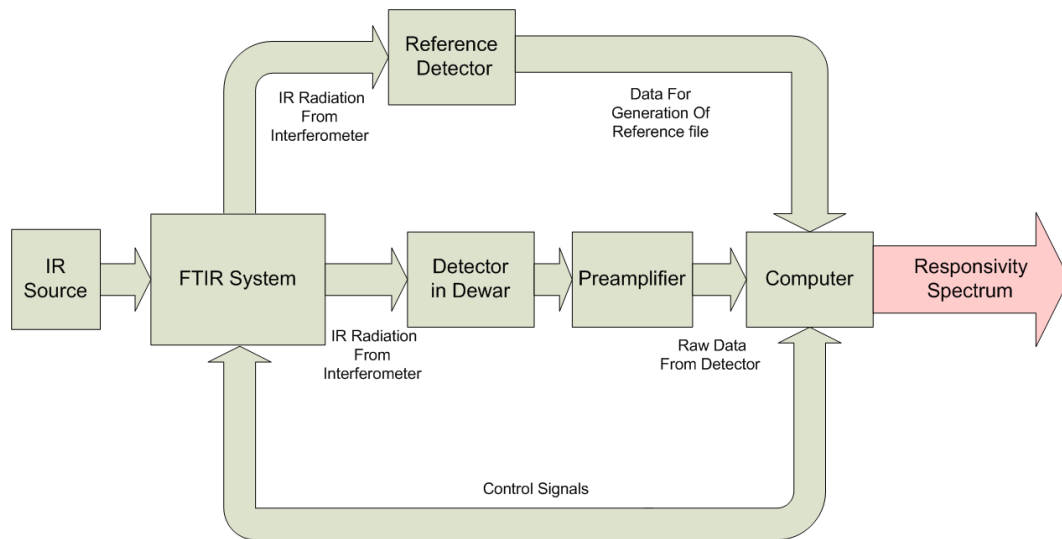 Reference
Detector
IR Radiation
From
Interferometer
Data For
Generation Of
Reference file
IR
Source
FTIR System
Detector
in Dewar
Preamplifier
Computer
Responsivity
Spectrum
IR Radiation
From
Interferometer
Raw Data
From Detector
Control Signals